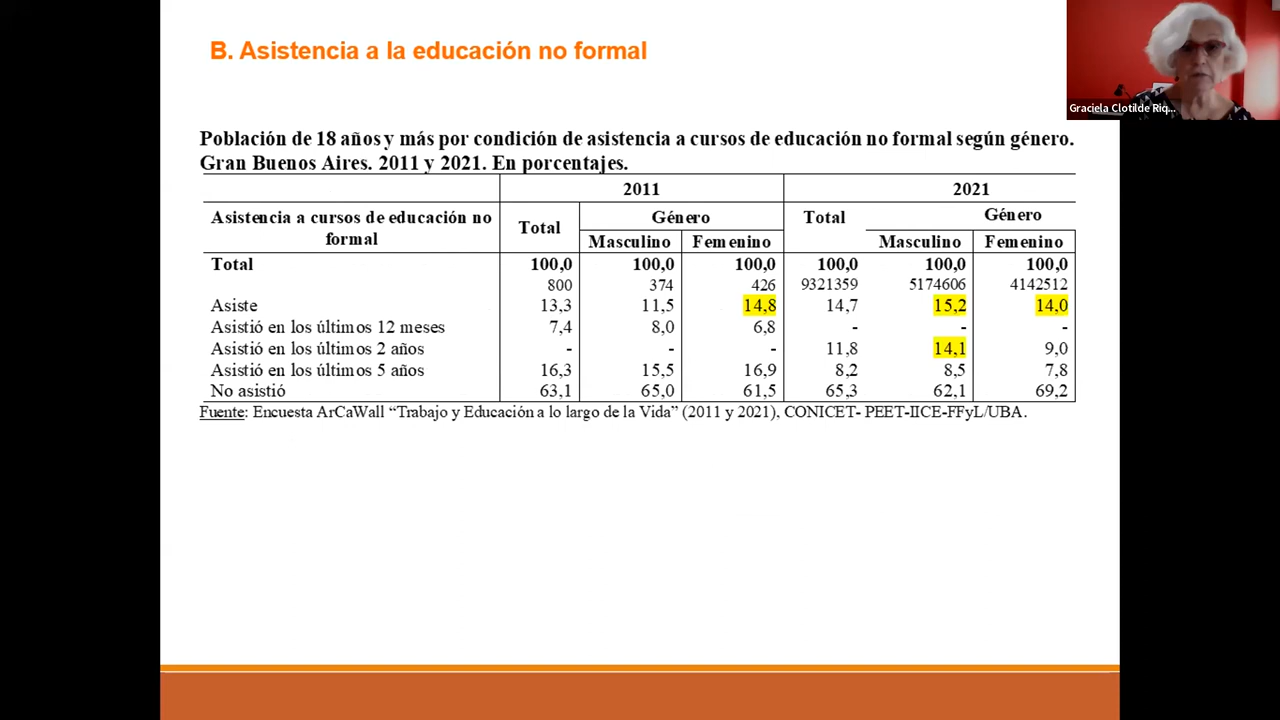 B. Asistencia a la educación no formal
Graciela Clotilde Riq...
Población de 18 años y más por condición de asistencia a cursos de educación no formal según género.
Gran Buenos Aires. 2011 y 2021. En porcentajes.
2011 2021
Asistencia a cursos de educación no formal Total Género Total Género
Masculino Femenino Masculino Femenino
Total 100,0 100,0 100,0 100,0 100,0 100,0
800 374 426 9321359 5174606 4142512
Asiste 13,3 11,5 14,8 14,7 15,2 14,0
Asistió en los últimos 12 meses 7,4 8,0 6,8 - - -
Asistió en los últimos 2 años - - - 11,8 14,1 9,0
Asistió en los últimos 5 años 16,3 15,5 16,9 8,2 8,5 7,8
No asistió 63,1 65,0 61,5 65,3 62,1 69,2
Fuente: Encuesta ArCaWall “Trabajo y Educación a lo largo de la Vida” (2011 y 2021), CONICET- PEET-IICE-FFyL/UBA.